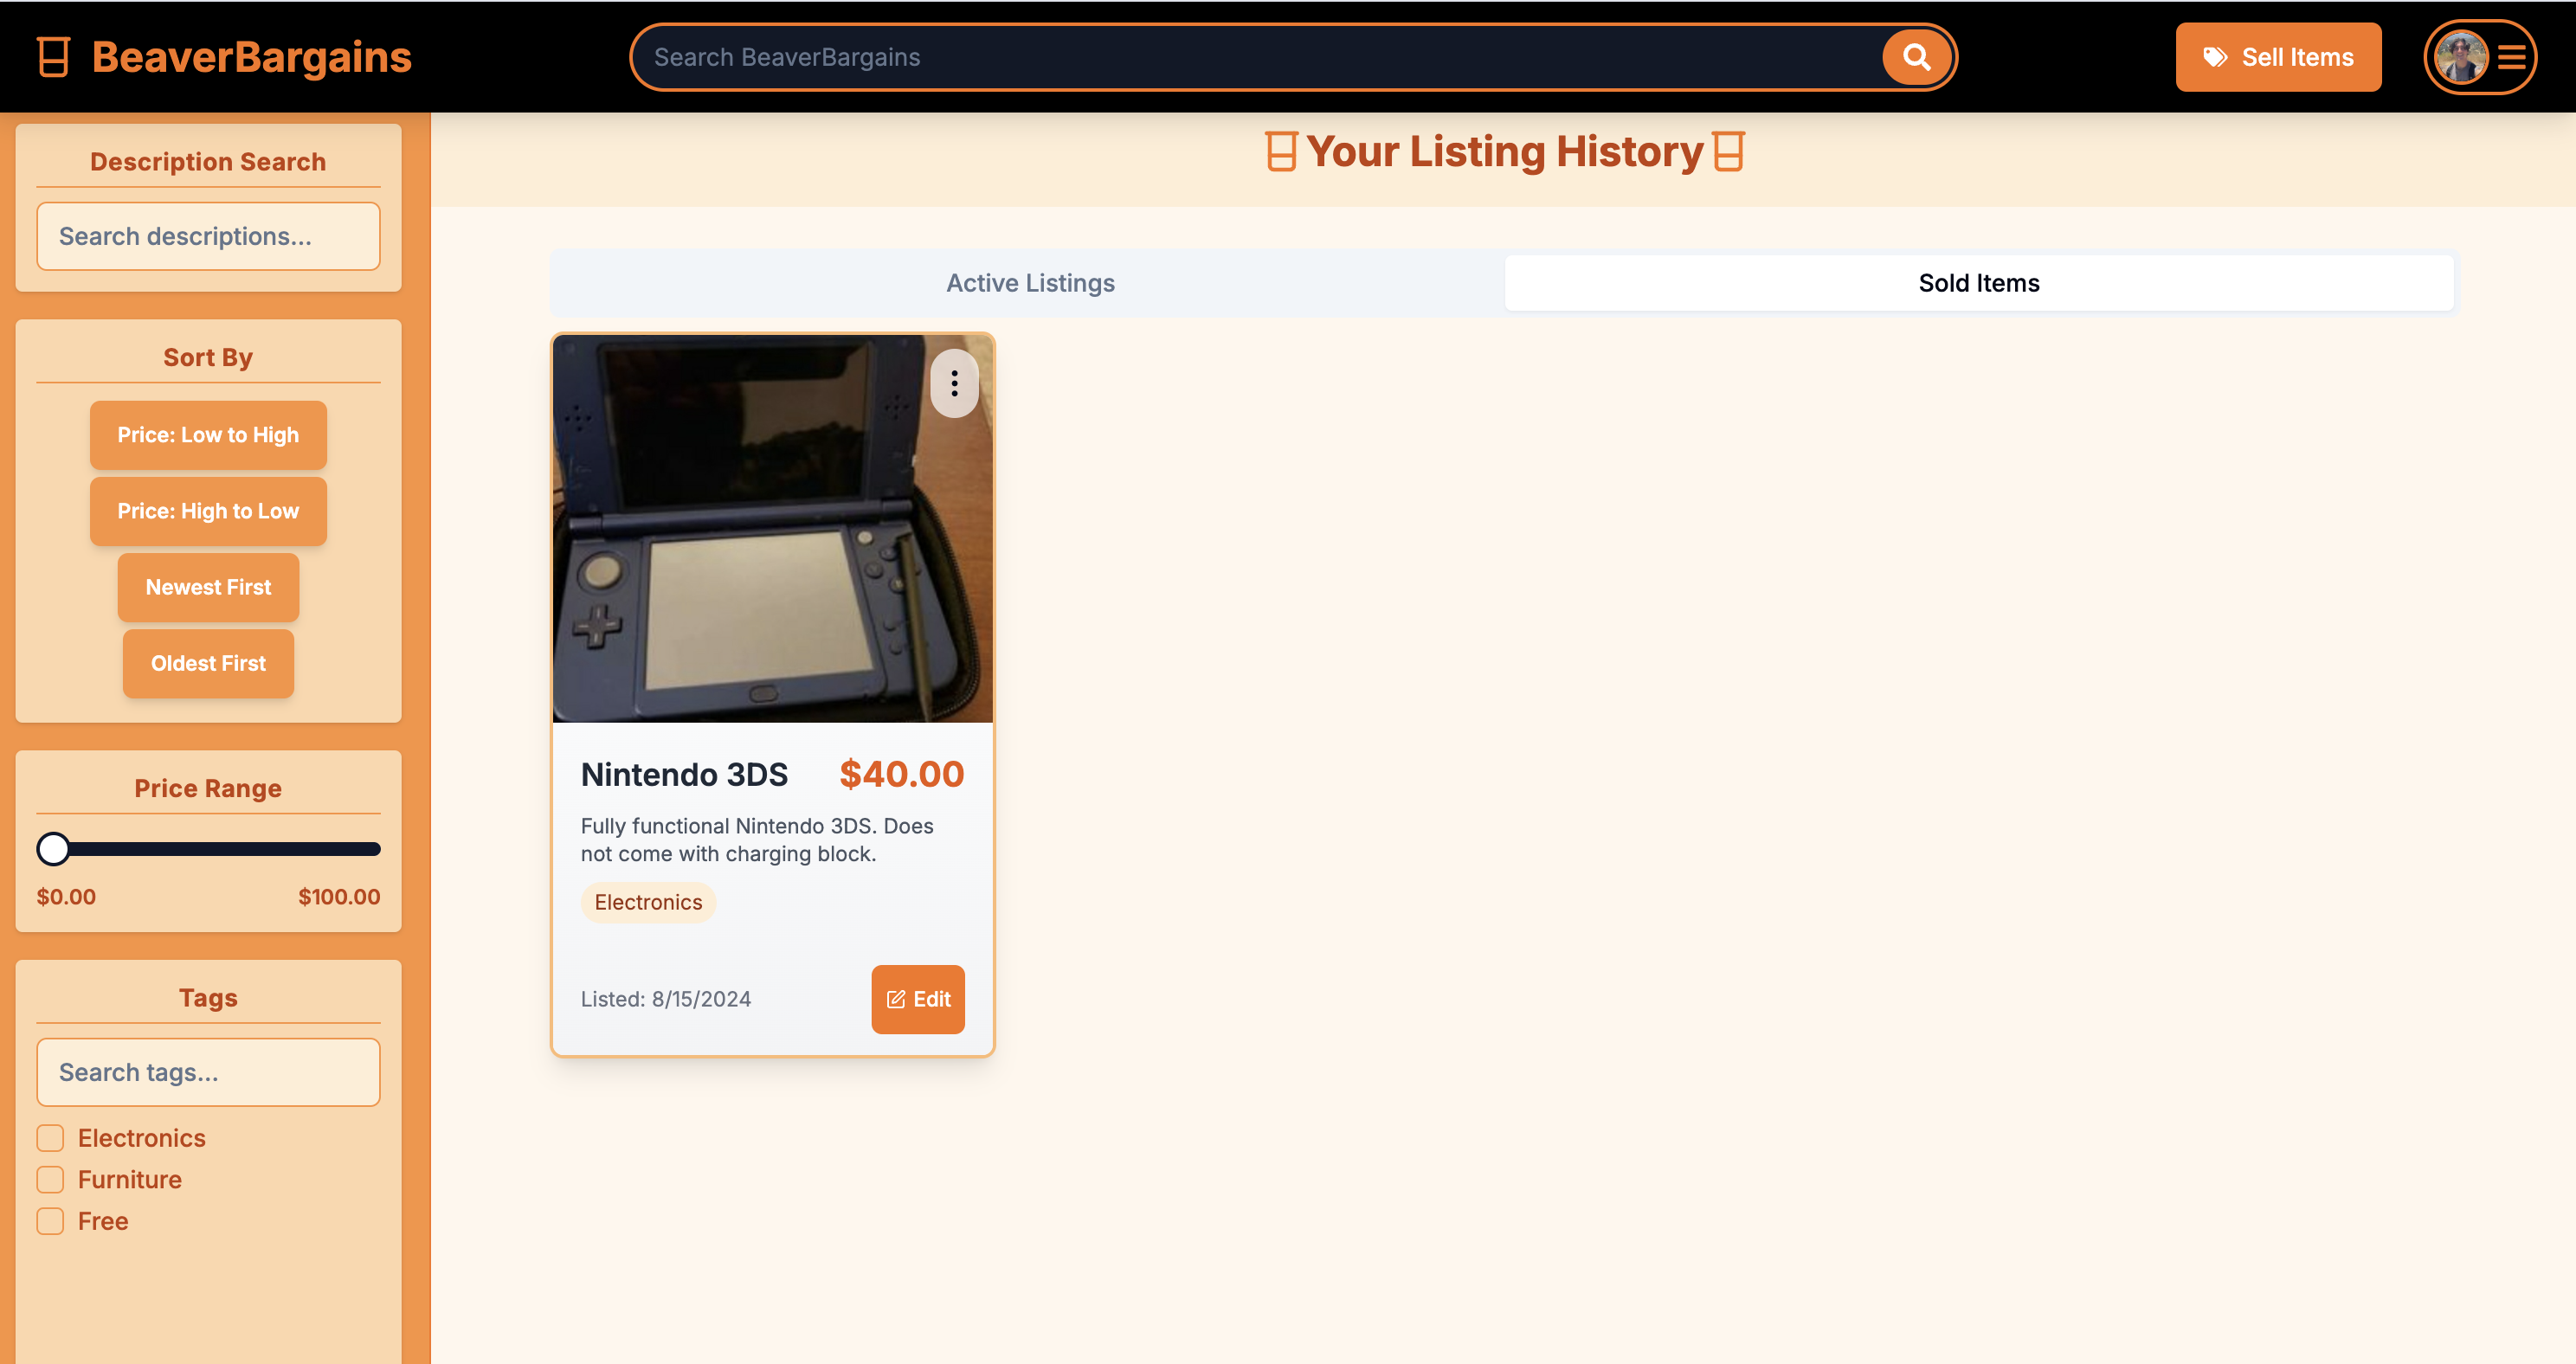 BeaverBargains
Search BeaverBargains
Sell Items
Description Search
Search descriptions...
Sort By
Price: Low to High
Price: High to Low
Newest First
Oldest First
Price Range
$0.00 $100.00
Tags
Search tags...
Electronics
Furniture
Free
Your Listing History
Active Listings
Sold Items
Nintendo 3DS $40.00
Fully functional Nintendo 3DS. Does
not come with charging block.
Electronics
Listed: 8/15/2024
Edit